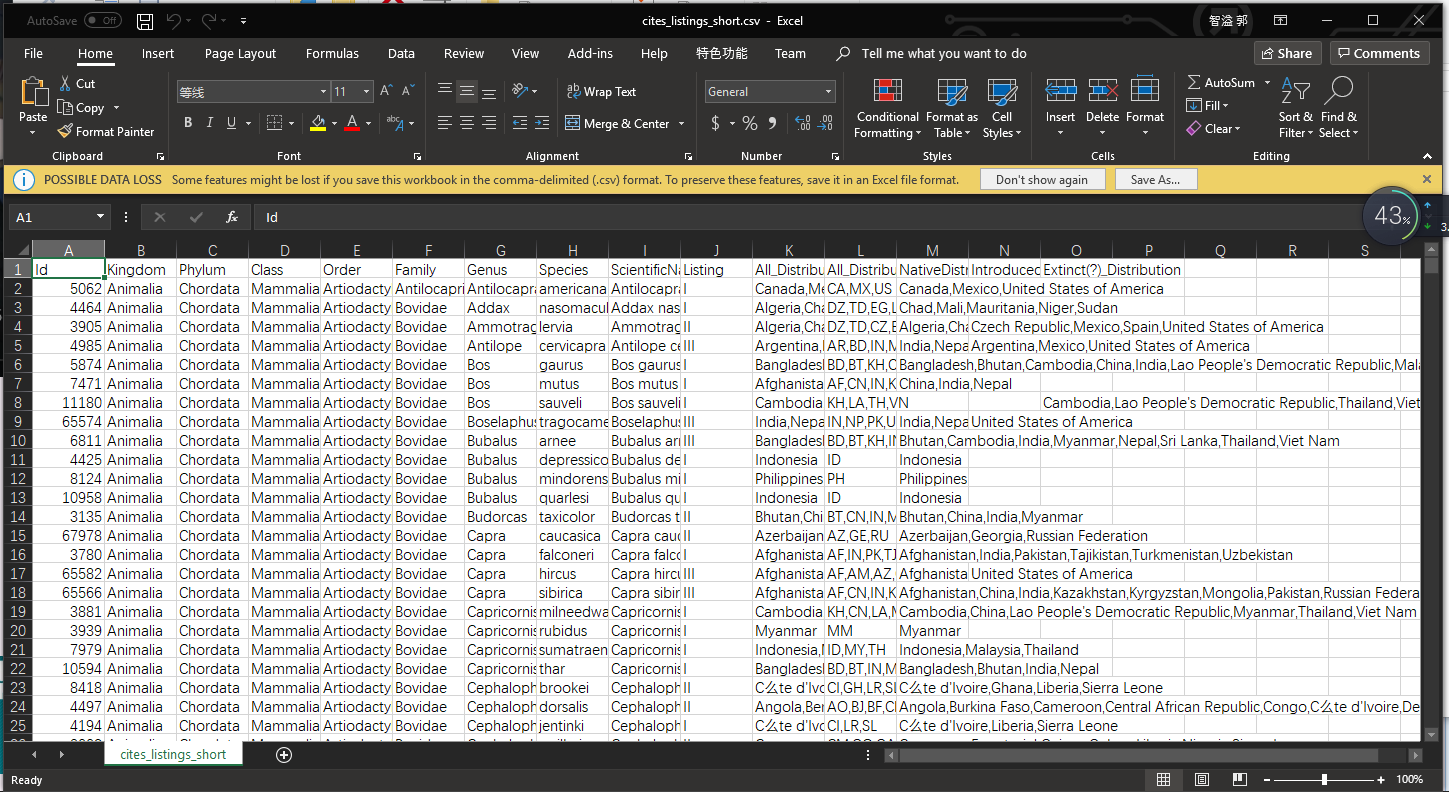 AutoSave Off cites_listings_short.csv - Excel 智溢 郭
File Home Insert Page Layout Formulas Data Review View Add-ins Help 特色功能 Team Tell me what you want to do Share Comments
Paste Cut Copy Format Painter Clipboard
等线 11 A A B I U A abc Font
ab Wrap Text Merge & Center Alignment
General $ % Number
Conditional Formatting Format as Table Cell Styles Styles
Insert Delete Format Cells
AutoSum Fill Clear Sort & Filter Find & Select Editing
POSSIBLE DATA LOSS Some features might be lost if you save this workbook in the comma-delimited (.csv) format. To preserve these features, save it in an Excel file format. Don't show again Save As...
A1 fx Id 43%
A B C D E F G H I J K L M N O P Q R S
1 Id Kingdom Phylum Class Order Family Genus Species ScientificNa Listing All_Distribu All_Distribu NativeDistr Introduced Extinct(?)_Distribution
2 5062 Animalia Chordata Mammalia Artiodacty Antilocapri Antilocapra americana Antilocapra I Canada,Me CA,MX,US Canada,Mexico,United States of America
3 4464 Animalia Chordata Mammalia Artiodacty Bovidae Addax nasomacul Addax nas I Algeria,Cha DZ,TD,EG,L Chad,Mali,Mauritania,Niger,Sudan
4 3905 Animalia Chordata Mammalia Artiodacty Bovidae Ammotrag lervia Ammotrag II Algeria,Cha DZ,TD,CZ,E Algeria,Cha Czech Republic,Mexico,Spain,United States of America
5 4985 Animalia Chordata Mammalia Artiodacty Bovidae Antilope cervicapra Antilope ce III Argentina,I AR,BD,IN,M India,Nepa Argentina,Mexico,United States of America
6 5874 Animalia Chordata Mammalia Artiodacty Bovidae Bos gaurus Bos gaurus I Bangladesh BD,BT,KH,C Bangladesh,Bhutan,Cambodia,China,India,Lao People's Democratic Republic,Mala
7 7471 Animalia Chordata Mammalia Artiodacty Bovidae Bos mutus Bos mutus I Afghanista AF,CN,IN,K China,India,Nepal
8 11180 Animalia Chordata Mammalia Artiodacty Bovidae Bos sauveli Bos sauveli I Cambodia KH,LA,TH,VN Cambodia,Lao People's Democratic Republic,Thailand,Viet
9 65574 Animalia Chordata Mammalia Artiodacty Bovidae Boselaphus tragocame Boselaphus III India,Nepa IN,NP,PK,U India,Nepa United States of America
10 6811 Animalia Chordata Mammalia Artiodacty Bovidae Bubalus arnee Bubalus arn III Bangladesh BD,BT,KH,IN Bhutan,Cambodia,India,Myanmar,Nepal,Sri Lanka,Thailand,Viet Nam
11 4425 Animalia Chordata Mammalia Artiodacty Bovidae Bubalus depressico Bubalus de I Indonesia ID Indonesia
12 8124 Animalia Chordata Mammalia Artiodacty Bovidae Bubalus mindorens Bubalus mi I Philippines PH Philippines
13 10958 Animalia Chordata Mammalia Artiodacty Bovidae Bubalus quarlesi Bubalus qu I Indonesia ID Indonesia
14 3135 Animalia Chordata Mammalia Artiodacty Bovidae Budorcas taxicolor Budorcas t II Bhutan,Chi BT,CN,IN,M Bhutan,China,India,Myanmar
15 67978 Animalia Chordata Mammalia Artiodacty Bovidae Capra caucasica Capra cauc II Azerbaijan AZ,GE,RU Azerbaijan,Georgia,Russian Federation
16 3780 Animalia Chordata Mammalia Artiodacty Bovidae Capra falconeri Capra falco I Afghanista AF,IN,PK,TJ Afghanistan,India,Pakistan,Tajikistan,Turkmenistan,Uzbekistan
17 65582 Animalia Chordata Mammalia Artiodacty Bovidae Capra hircus Capra hircu III Afghanista AF,AM,AZ, Afghanista United States of America
18 65566 Animalia Chordata Mammalia Artiodacty Bovidae Capra sibirica Capra sibir III Afghanista AF,CN,IN,K Afghanistan,China,India,Kazakhstan,Kyrgyzstan,Mongolia,Pakistan,Russian Federa
19 3881 Animalia Chordata Mammalia Artiodacty Bovidae Capricornis milneedwa Capricornis I Cambodia KH,CN,LA,M Cambodia,China,Lao People's Democratic Republic,Myanmar,Thailand,Viet Nam
20 3939 Animalia Chordata Mammalia Artiodacty Bovidae Capricornis rubidus Capricornis I Myanmar MM Myanmar
21 7979 Animalia Chordata Mammalia Artiodacty Bovidae Capricornis sumatraen Capricornis I Indonesia,M ID,MY,TH Indonesia,Malaysia,Thailand
22 10594 Animalia Chordata Mammalia Artiodacty Bovidae Capricornis thar Capricornis I Bangladesh BD,BT,IN,M Bangladesh,Bhutan,India,Nepal
23 8418 Animalia Chordata Mammalia Artiodacty Bovidae Cephaloph brookei Cephaloph II C么te d'Ivo CI,GH,LR,SL C么te d'Ivoire,Ghana,Liberia,Sierra Leone
24 4497 Animalia Chordata Mammalia Artiodacty Bovidae Cephaloph dorsalis Cephaloph II Angola,Ben AO,BJ,BF,C Angola,Burkina Faso,Cameroon,Central African Republic,Congo,C么te d'Ivoire,De
25 4194 Animalia Chordata Mammalia Artiodacty Bovidae Cephaloph jentinki Cephaloph I C么te d'Ivo CI,LR,SL C么te d'Ivoire,Liberia,Sierra Leone
cites_listings_short
Ready 100%